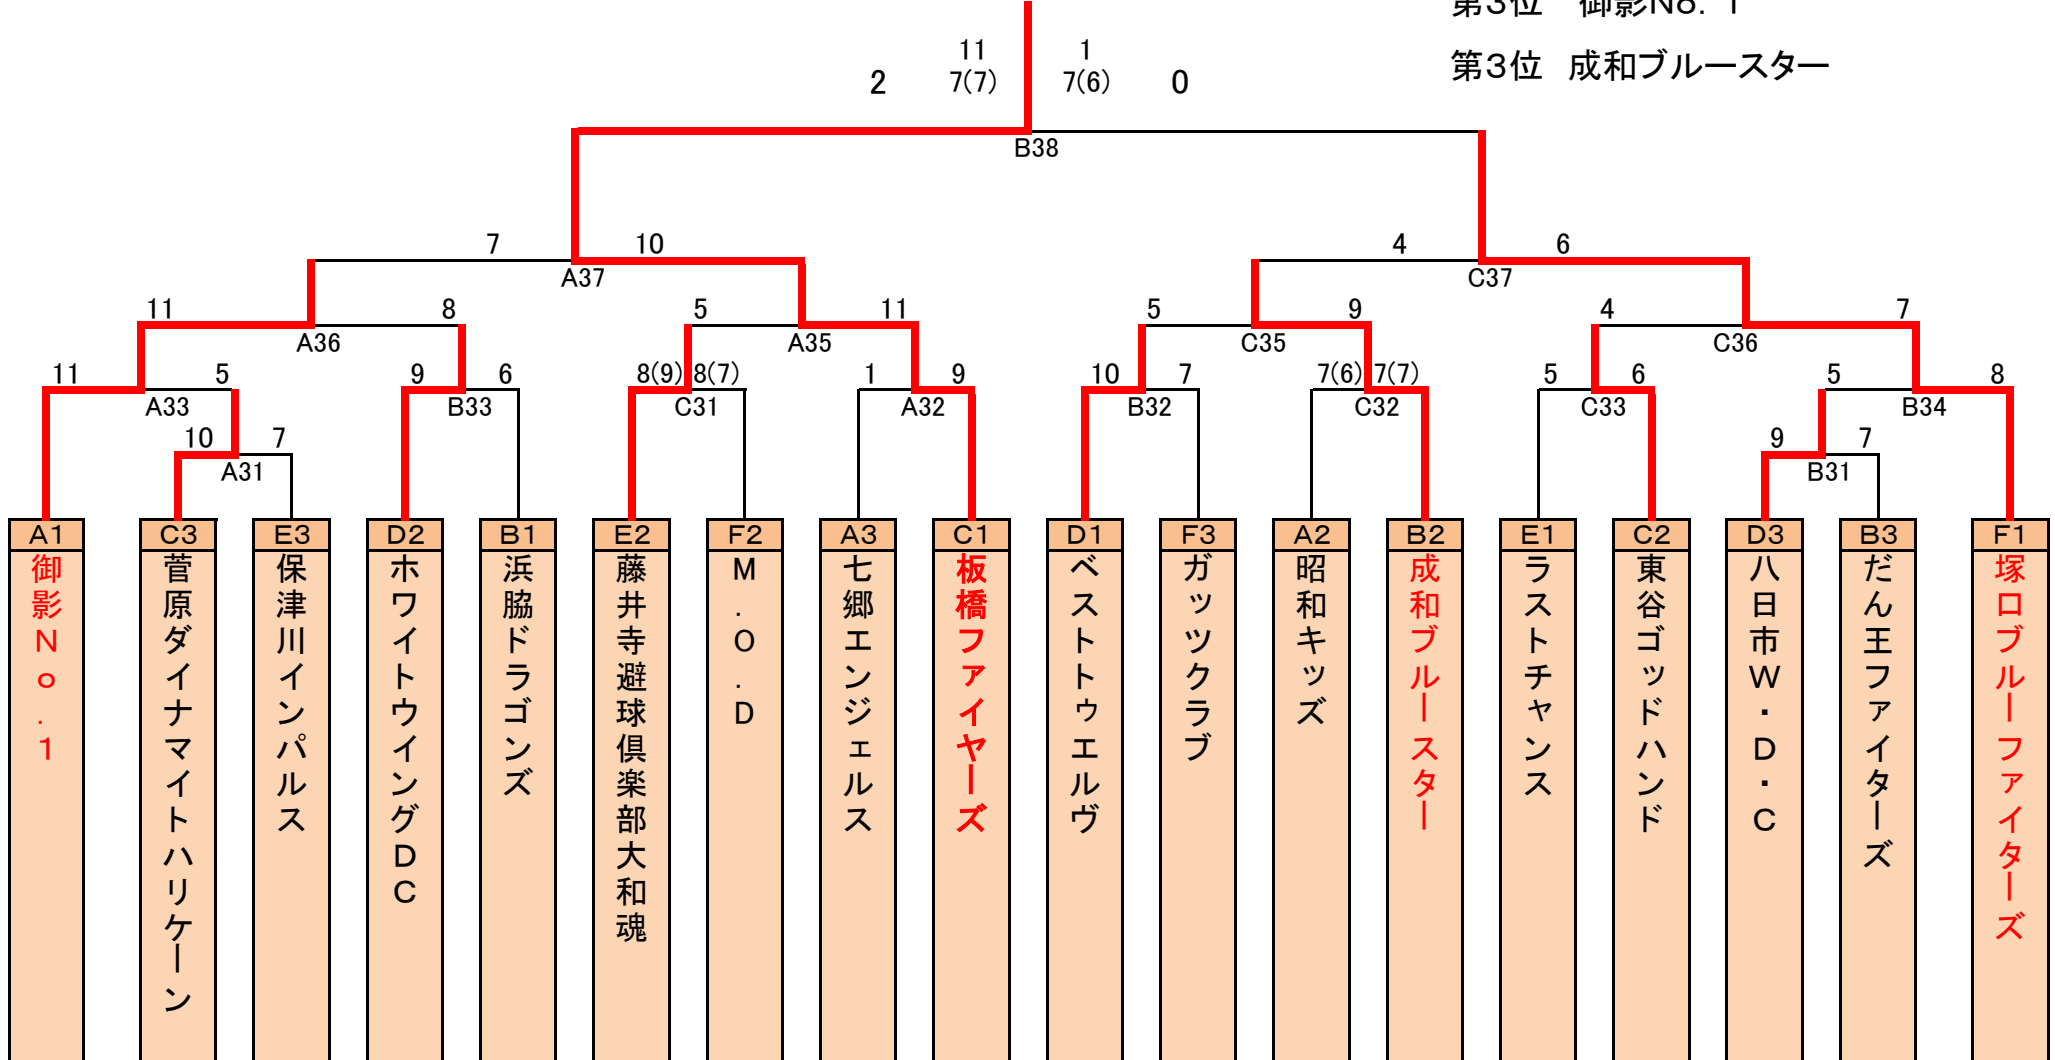 第3位 御影No. 1
11 1
2 7(7) 7(6) 0
第3位 成和ブルースター
B38
7 10 4 6
A37 C37
11 8 5 11 5 9 4 7
A36 A35 C35 C36
11 5 9 6 8(9) 8(7) 1 9 10 7 7(6) 7(7) 5 6 5 8
A33 B33 C31 A32 B32 C32 C33 B34
10 7 9 7
A31 B31
A1 C3 E3 D2 B1 E2 F2 A3 C1 D1 F3 A2 B2 E1 C2 D3 B3 F1
御影No.1
菅原ダイナマイトハリケーン
保津川インパルス
ホワイトウイングDC
浜脇ドラゴンズ
藤井寺避球倶楽部大和魂
M.O.D
七郷エンジェルス
板橋ファイヤーズ
ベストトゥエルヴ
ガッツクラブ
昭和キッズ
成和ブルースター
ラストチャンス
東谷ゴッドハンド
八日市W・D・C
だん王ファイターズ
塚口ブルーファイターズ